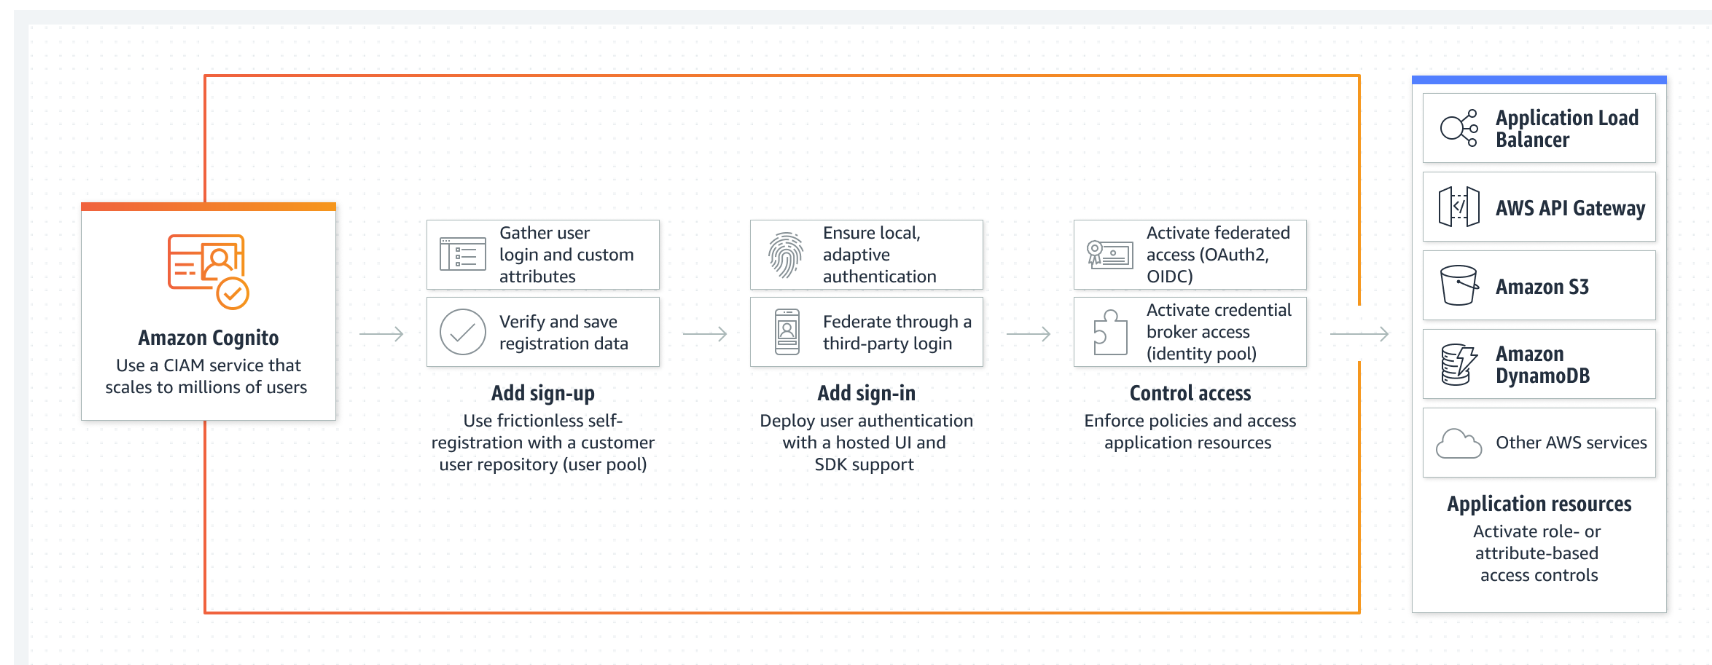 Amazon Cognito
Use a CIAM service that
scales to millions of users
Gather user
login and custom
attributes
Verify and save
registration data
Add sign-up
Use frictionless self-
registration with a customer
user repository (user pool)
Ensure local,
adaptive
authentication
Federate through a
third-party login
Add sign-in
Deploy user authentication
with a hosted UI and
SDK support
Activate federated
access (OAuth2,
OIDC)
Activate credential
broker access
(identity pool)
Control access
Enforce policies and access
application resources
Application Load
Balancer
AWS API Gateway
Amazon S3
Amazon
DynamoDB
Other AWS services
Application resources
Activate role- or
attribute-based
access controls